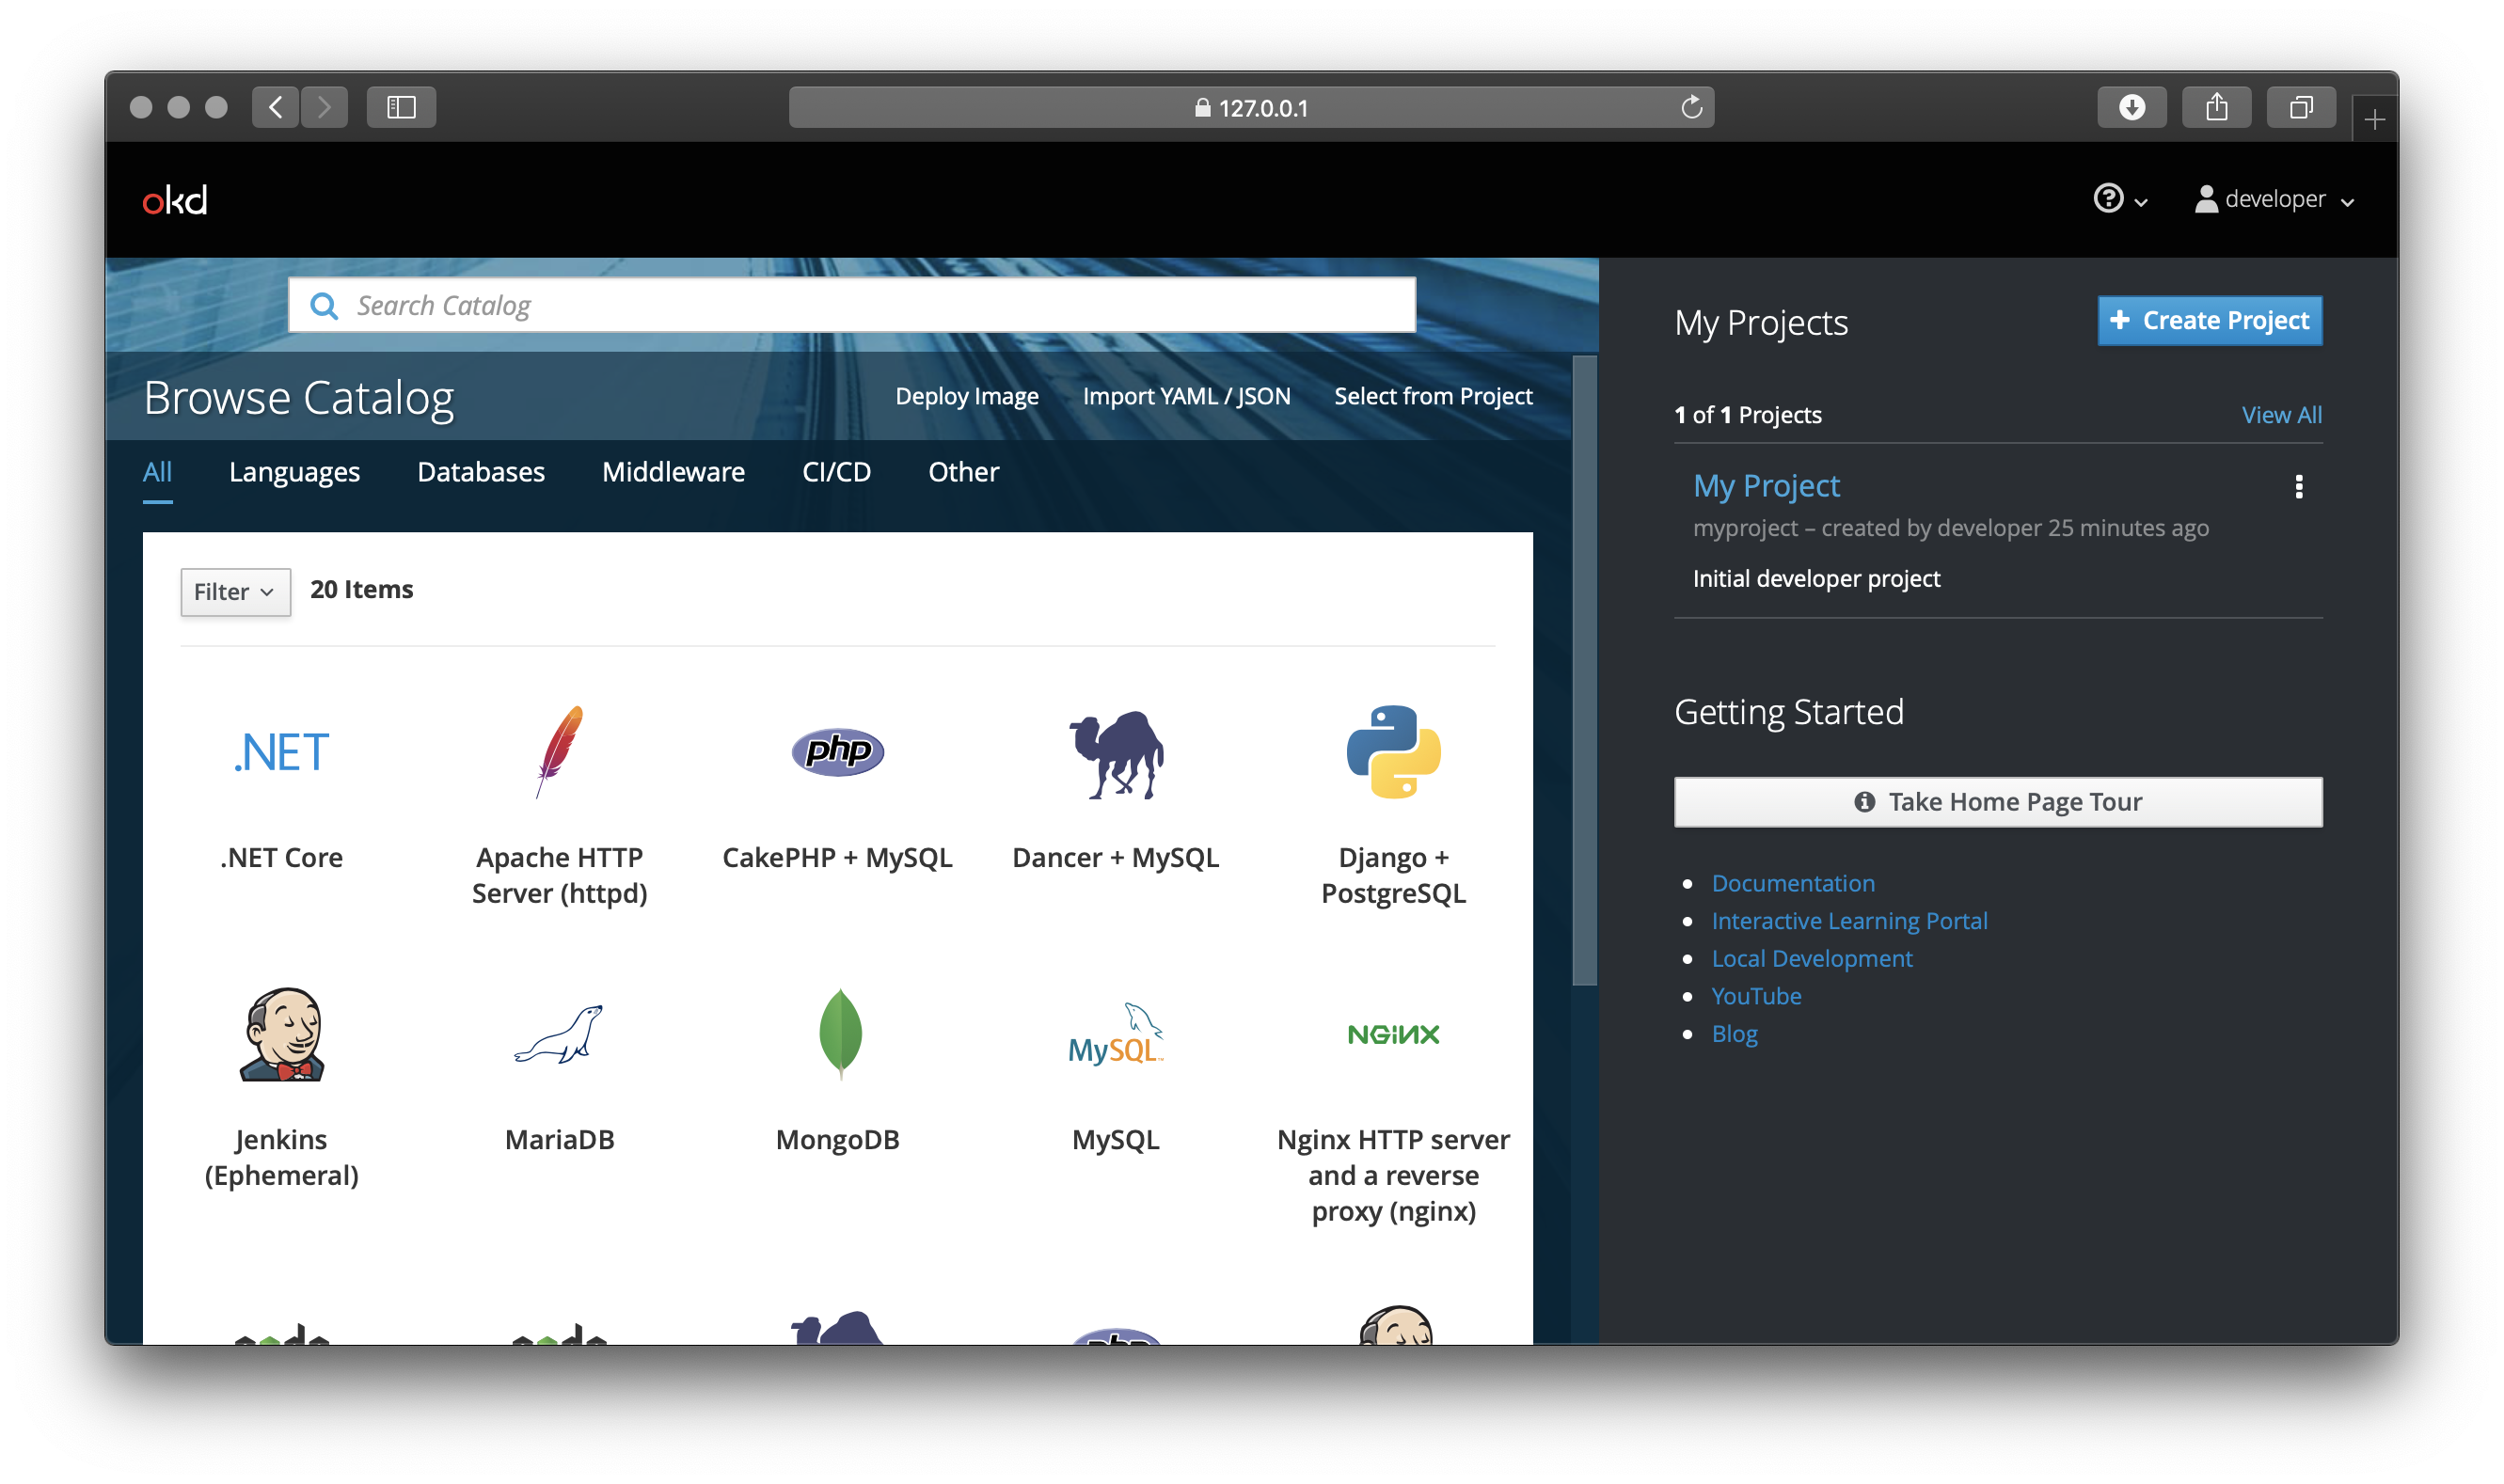 127.0.0.1
okd
developer
Search Catalog
Browse Catalog
Deploy Image
Import YAML / JSON
Select from Project
All
Languages
Databases
Middleware
CI/CD
Other
Filter
20 Items
.NET
php
.NET Core
Apache HTTP
Server (httpd)
CakePHP + MySQL
Dancer + MySQL
Django +
PostgreSQL
MySQL
NGINX
Jenkins
(Ephemeral)
MariaDB
MongoDB
MySQL
Nginx HTTP server
and a reverse
proxy (nginx)
node
node
php
My Projects
Create Project
1 of 1 Projects
View All
My Project
myproject – created by developer 25 minutes ago
Initial developer project
Getting Started
Take Home Page Tour
Documentation
Interactive Learning Portal
Local Development
YouTube
Blog